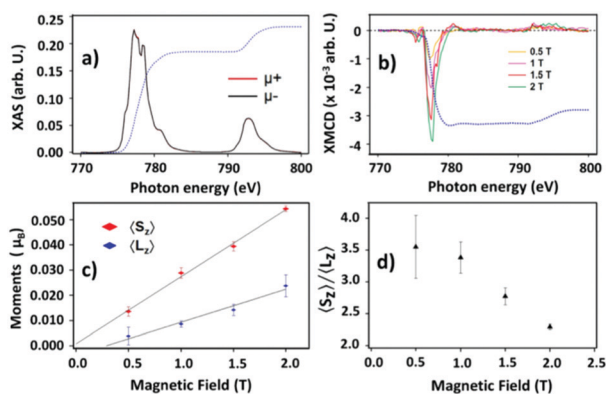 a)
XAS (arb. U.)
0.25
0.20
0.15
0.10
0.05
0.00
μ+
μ-
770
780
790
800
Photon energy (eV)
b)
XMCD (x 10-³ arb. U.)
0
-1
-2
-3
-4
0.5 T
1 T
1.5 T
2 T
770
780
790
800
Photon energy (eV)
c)
Moments (μB)
0.050
0.040
0.030
0.020
0.010
0.000
⟨Sz⟩
⟨Lz⟩
0.0
0.5
1.0
1.5
2.0
Magnetic Field (T)
d)
⟨Sz⟩/⟨Lz⟩
4.0
3.5
3.0
2.5
2.0
0.0
0.5
1.0
1.5
2.0
2.5
Magnetic Field (T)